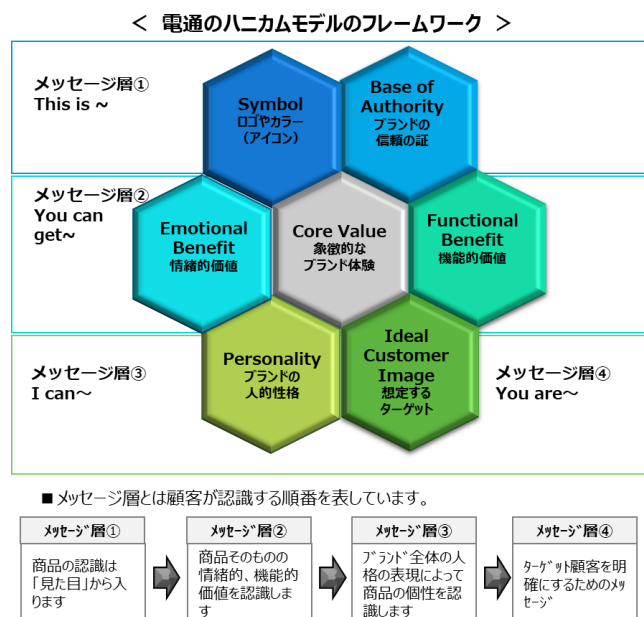 ＜ 電通のハニカムモデルのフレームワーク ＞
メッセージ層①
This is ~
Symbol
ロゴやカラー
（アイコン）
Base of
Authority
ブランドの
信頼の証
メッセージ層②
You can
get~
Emotional
Benefit
情緒的価値
Core Value
象徴的な
ブランド体験
Functional
Benefit
機能的価値
メッセージ層③
I can～
Personality
ブランドの
人的性格
Ideal
Customer
Image
想定する
ターゲット
メッセージ層④
You are～
■メッセージ層とは顧客が認識する順番を表しています。
ﾒｯｾｰｼﾞ層①
商品の認識は
「見た目」から入
ります
ﾒｯｾｰｼﾞ層②
商品そのものの
情緒的、機能的
価値を認識しま
す
ﾒｯｾｰｼﾞ層③
ﾌﾞﾗﾝﾄﾞ全体の人
格の表現によって
商品の個性を認
識します
ﾒｯｾｰｼﾞ層④
ﾀｰｹﾞｯﾄ顧客を明
確にするためのﾒｯ
ｾｰｼﾞ